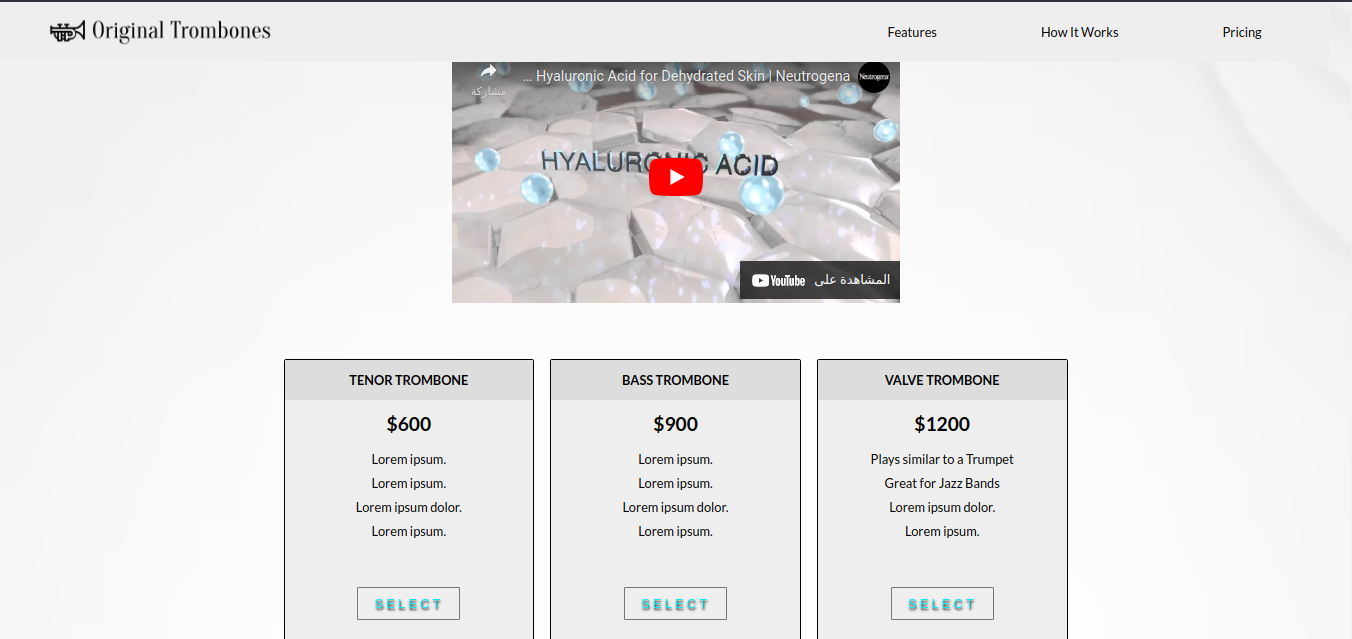 Original Trombones
Features
How It Works
Pricing
... Hyaluronic Acid for Dehydrated Skin | Neutrogena
Neutrogena
مشاركة
HYALURONIC ACID
YouTube المشاهدة على
TENOR TROMBONE
$600
Lorem ipsum.
Lorem ipsum.
Lorem ipsum dolor.
Lorem ipsum.
SELECT
BASS TROMBONE
$900
Lorem ipsum.
Lorem ipsum.
Lorem ipsum dolor.
Lorem ipsum.
SELECT
VALVE TROMBONE
$1200
Plays similar to a Trumpet
Great for Jazz Bands
Lorem ipsum dolor.
Lorem ipsum.
SELECT